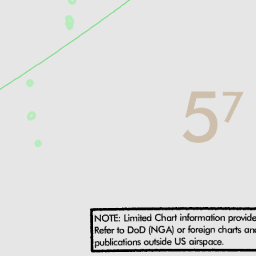 5⁷
NOTE: Limited Chart information provide
Refer to DoD (NGA) or foreign charts and
publications outside US airspace.